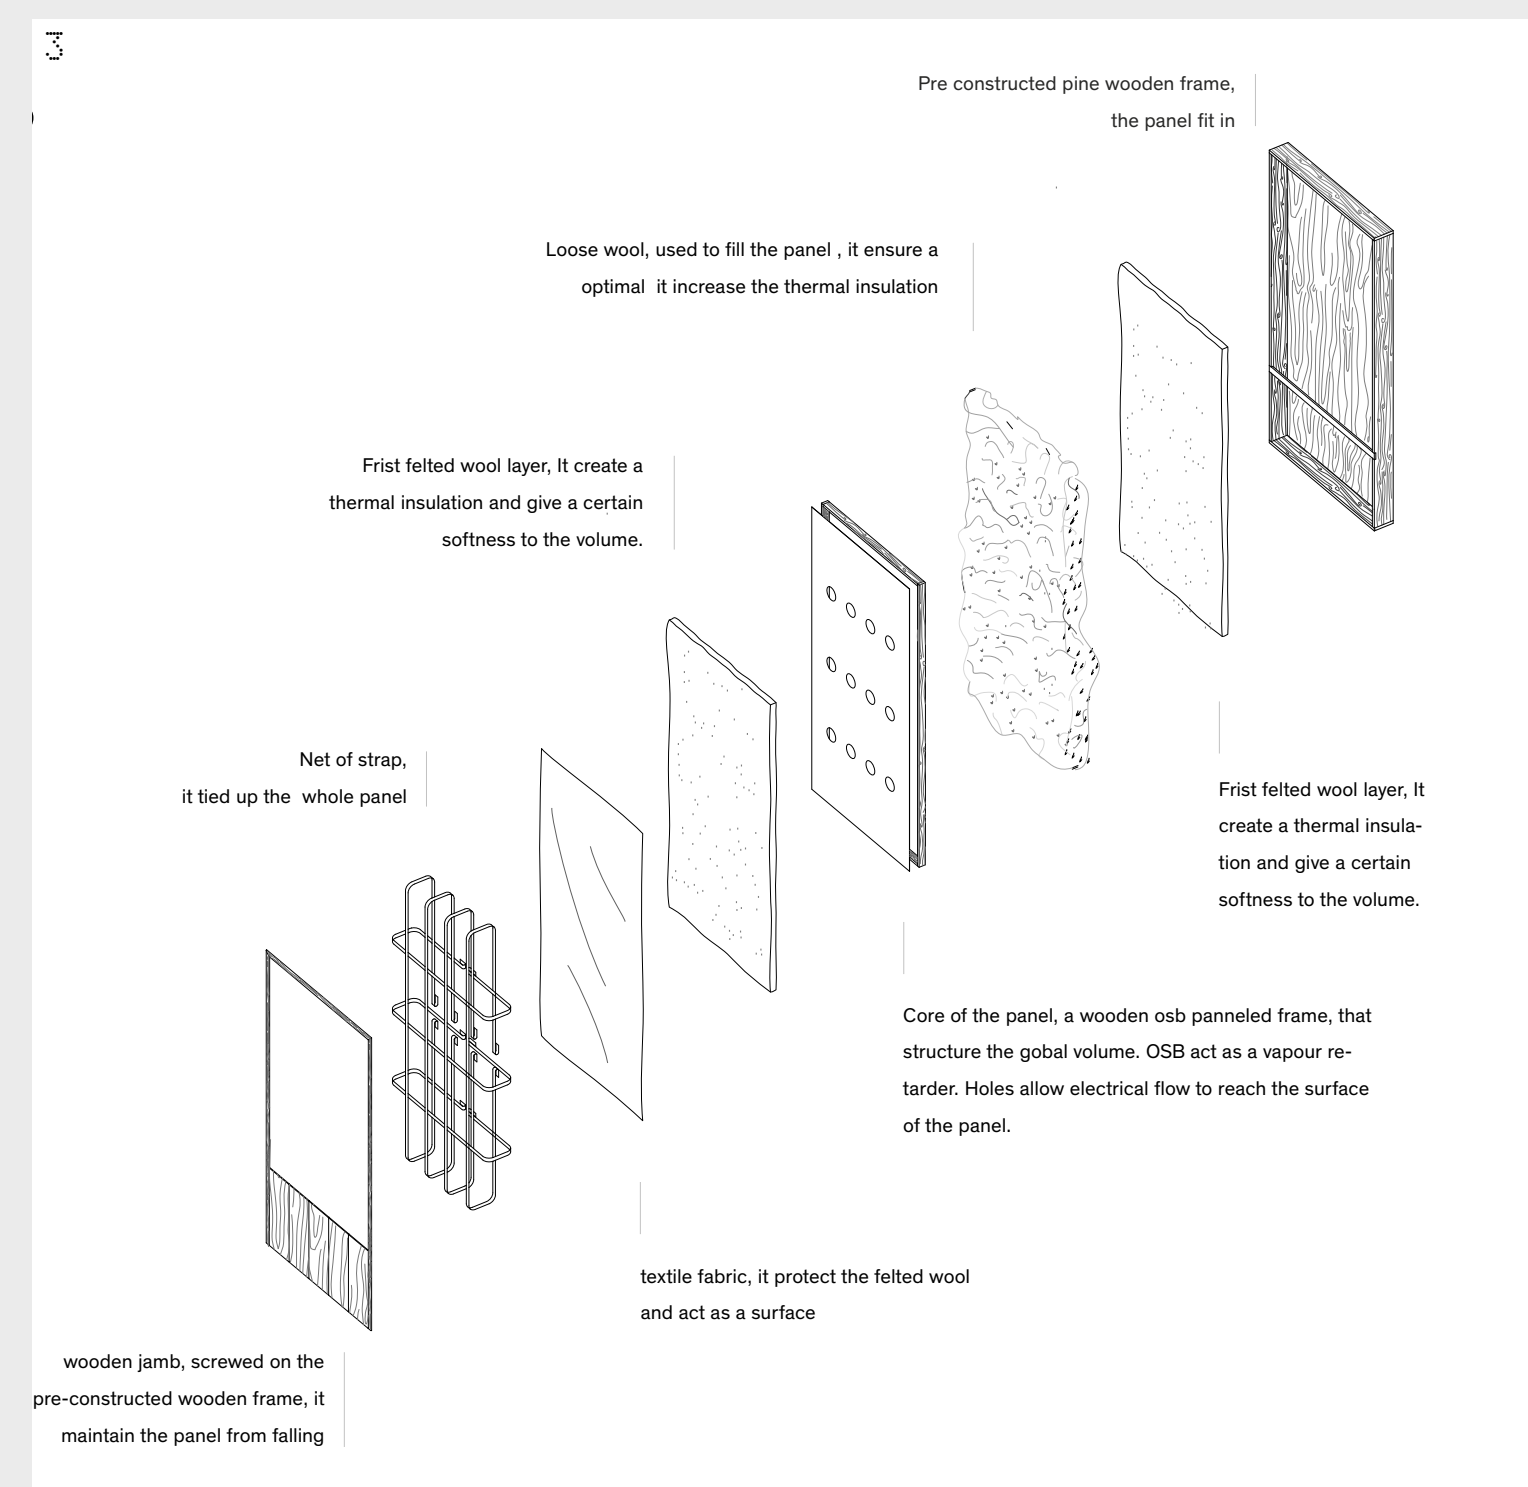 3
Pre constructed pine wooden frame,
the panel fit in
Loose wool, used to fill the panel , it ensure a
optimal  it increase the thermal insulation
Frist felted wool layer, It create a
thermal insulation and give a certain
softness to the volume.
Net of strap,
it tied up the  whole panel
Frist felted wool layer, It
create a thermal insula-
tion and give a certain
softness to the volume.
Core of the panel, a wooden osb panneled frame, that
structure the gobal volume. OSB act as a vapour re-
tarder. Holes allow electrical flow to reach the surface
of the panel.
textile fabric, it protect the felted wool
and act as a surface
wooden jamb, screwed on the
pre-constructed wooden frame, it
maintain the panel from falling